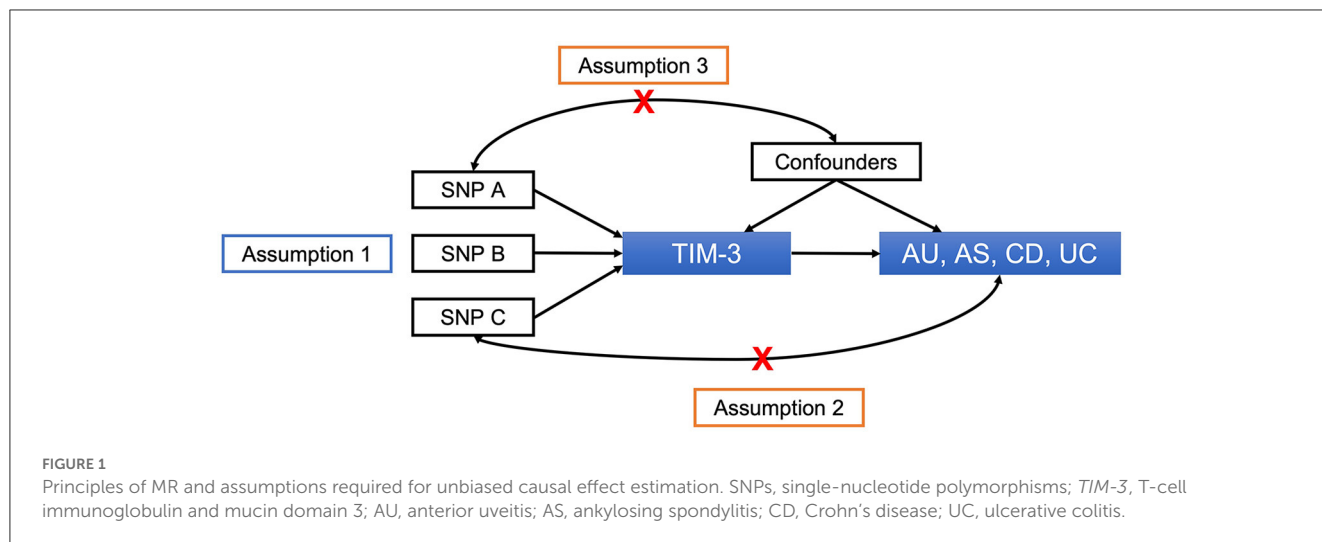 Assumption 3
X
Confounders
SNP A
Assumption 1
SNP B
TIM-3
AU, AS, CD, UC
SNP C
X
Assumption 2
FIGURE 1
Principles of MR and assumptions required for unbiased causal effect estimation. SNPs, single-nucleotide polymorphisms; TIM-3, T-cell
immunoglobulin and mucin domain 3; AU, anterior uveitis; AS, ankylosing spondylitis; CD, Crohn's disease; UC, ulcerative colitis.